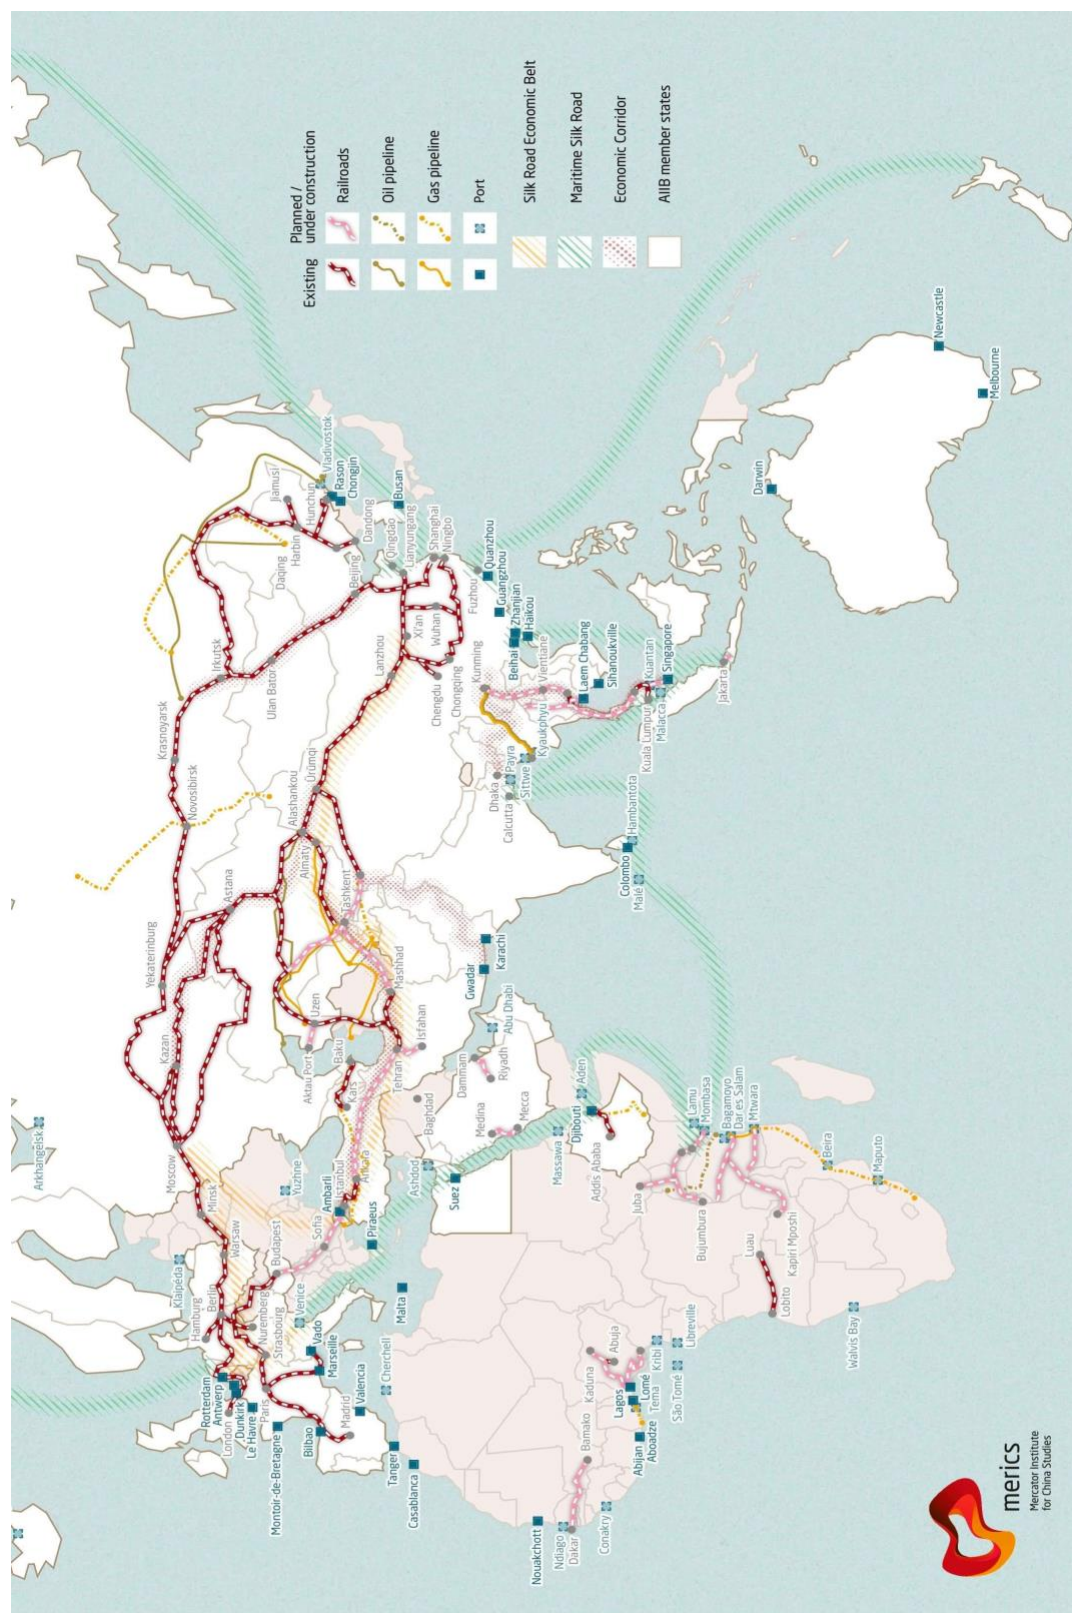 Planned /
under construction
Existing
Railroads
Oil pipeline
Gas pipeline
Port
Silk Road Economic Belt
Maritime Silk Road
Economic Corridor
AIIB member states
Arkhangelsk
Yekaterinburg
Kazan
Moscow
Minsk
Warsaw
Klaipėda
Hamburg
Berlin
Rotterdam
Antwerp
Dunkirk
London
Le Havre
Paris
Montoir-de-Bretagne
Nuremberg
Strasbourg
Budapest
Venice
Vado
Marseille
Bilbao
Madrid
Valencia
Malta
Cherchell
Tanger
Casablanca
Yuzhne
Sofia
Ambarli
Istanbul
Ankara
Piraeus
Kars
Baku
Aktau Port
Uzen
Tehran
Isfahan
Mashhad
Baghdad
Ashdod
Suez
Novosibirsk
Krasnoyarsk
Irkutsk
Astana
Ulan Bator
Alashankou
Almaty
Ürümqi
Tashkent
Lanzhou
Xi'an
Wuhan
Chengdu
Chongqing
Kunming
Beijing
Daqing
Harbin
Jiamusi
Hunchun
Vladivostok
Rason
Chongjin
Dandong
Busan
Qingdao
Lianyungang
Shanghai
Ningbo
Fuzhou
Quanzhou
Guangzhou
Zhanjian
Beihai
Haikou
Vientiane
Laem Chabang
Sihanoukville
Kyaukphyu
Sittwe
Payra
Dhaka
Calcutta
Kuantan
Kuala Lumpur
Malacca
Singapore
Jakarta
Hambantota
Colombo
Malé
Karachi
Gwadar
Abu Dhabi
Dammam
Riyadh
Medina
Mecca
Aden
Djibouti
Massawa
Addis Ababa
Juba
Lamu
Mombasa
Bagamoyo
Dar es Salam
Mtwara
Bujumbura
Luau
Lobito
Kapiri Mposhi
Beira
Maputo
Walvis Bay
Libreville
Kribi
São Tomé
Abuja
Kaduna
Lagos
Lomé
Tema
Aboadze
Abijan
Bamako
Dakar
Ndiago
Nouakchott
Conakry
Darwin
Newcastle
Melbourne
merics
Mercator Institute
for China Studies